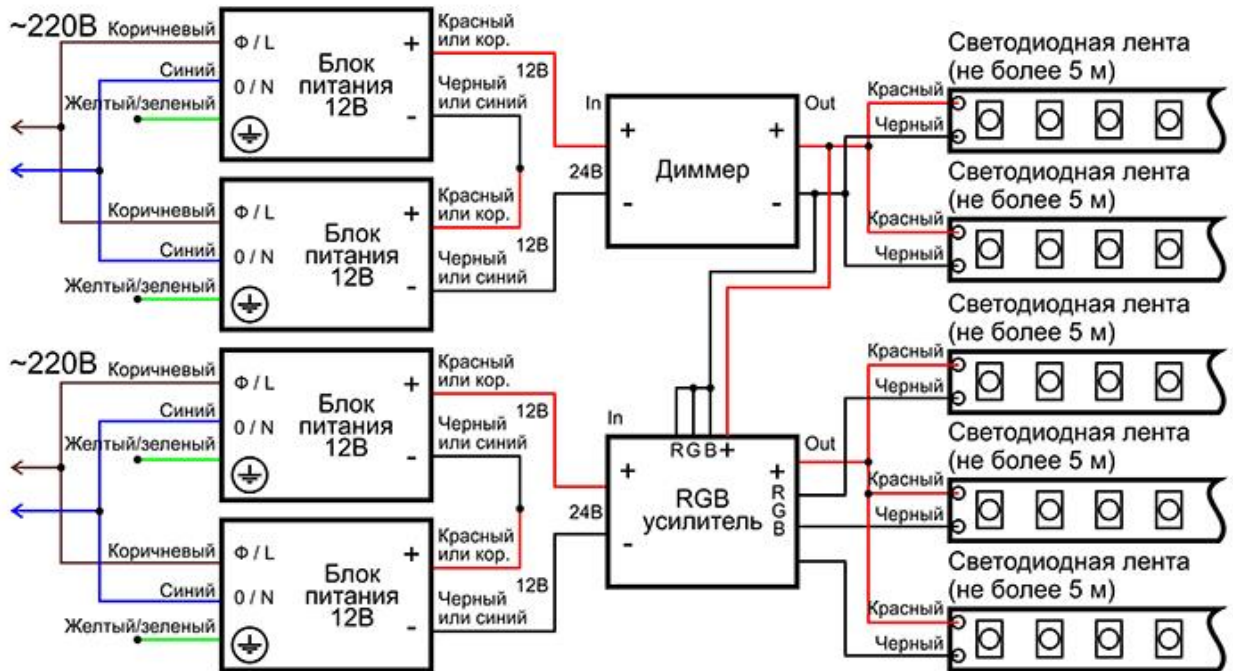 ~220В
Коричневый
Синий
Желтый/зеленый
Ф / L
0 / N
Блок
питания
12В
+
-
Красный
или кор.
12В
Черный
или синий
Коричневый
Синий
Желтый/зеленый
Ф / L
0 / N
Блок
питания
12В
+
-
Красный
или кор.
12В
Черный
или синий
In
24В
+
-
Диммер
+
-
Out
Светодиодная лента
(не более 5 м)
Красный
Черный
Светодиодная лента
(не более 5 м)
Красный
Черный
~220В
Коричневый
Синий
Желтый/зеленый
Ф / L
0 / N
Блок
питания
12В
+
-
Красный
или кор.
12В
Черный
или синий
Коричневый
Синий
Желтый/зеленый
Ф / L
0 / N
Блок
питания
12В
+
-
Красный
или кор.
12В
Черный
или синий
In
24В
R G B +
+
-
RGB
усилитель
+
R
G
B
Out
Светодиодная лента
(не более 5 м)
Красный
Черный
Светодиодная лента
(не более 5 м)
Красный
Черный
Светодиодная лента
(не более 5 м)
Красный
Черный